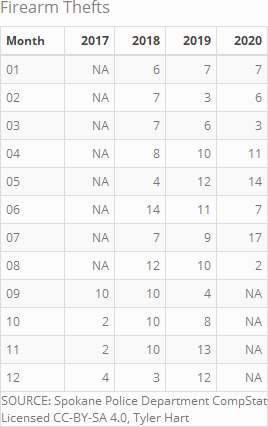 Firearm Thefts
Month 2017 2018 2019 2020
01 NA 6 7 7
02 NA 7 3 6
03 NA 7 6 3
04 NA 8 10 11
05 NA 4 12 14
06 NA 14 11 7
07 NA 7 9 17
08 NA 12 10 2
09 10 10 4 NA
10 2 10 8 NA
11 2 10 13 NA
12 4 3 12 NA
SOURCE: Spokane Police Department CompStat
Licensed CC-BY-SA 4.0, Tyler Hart